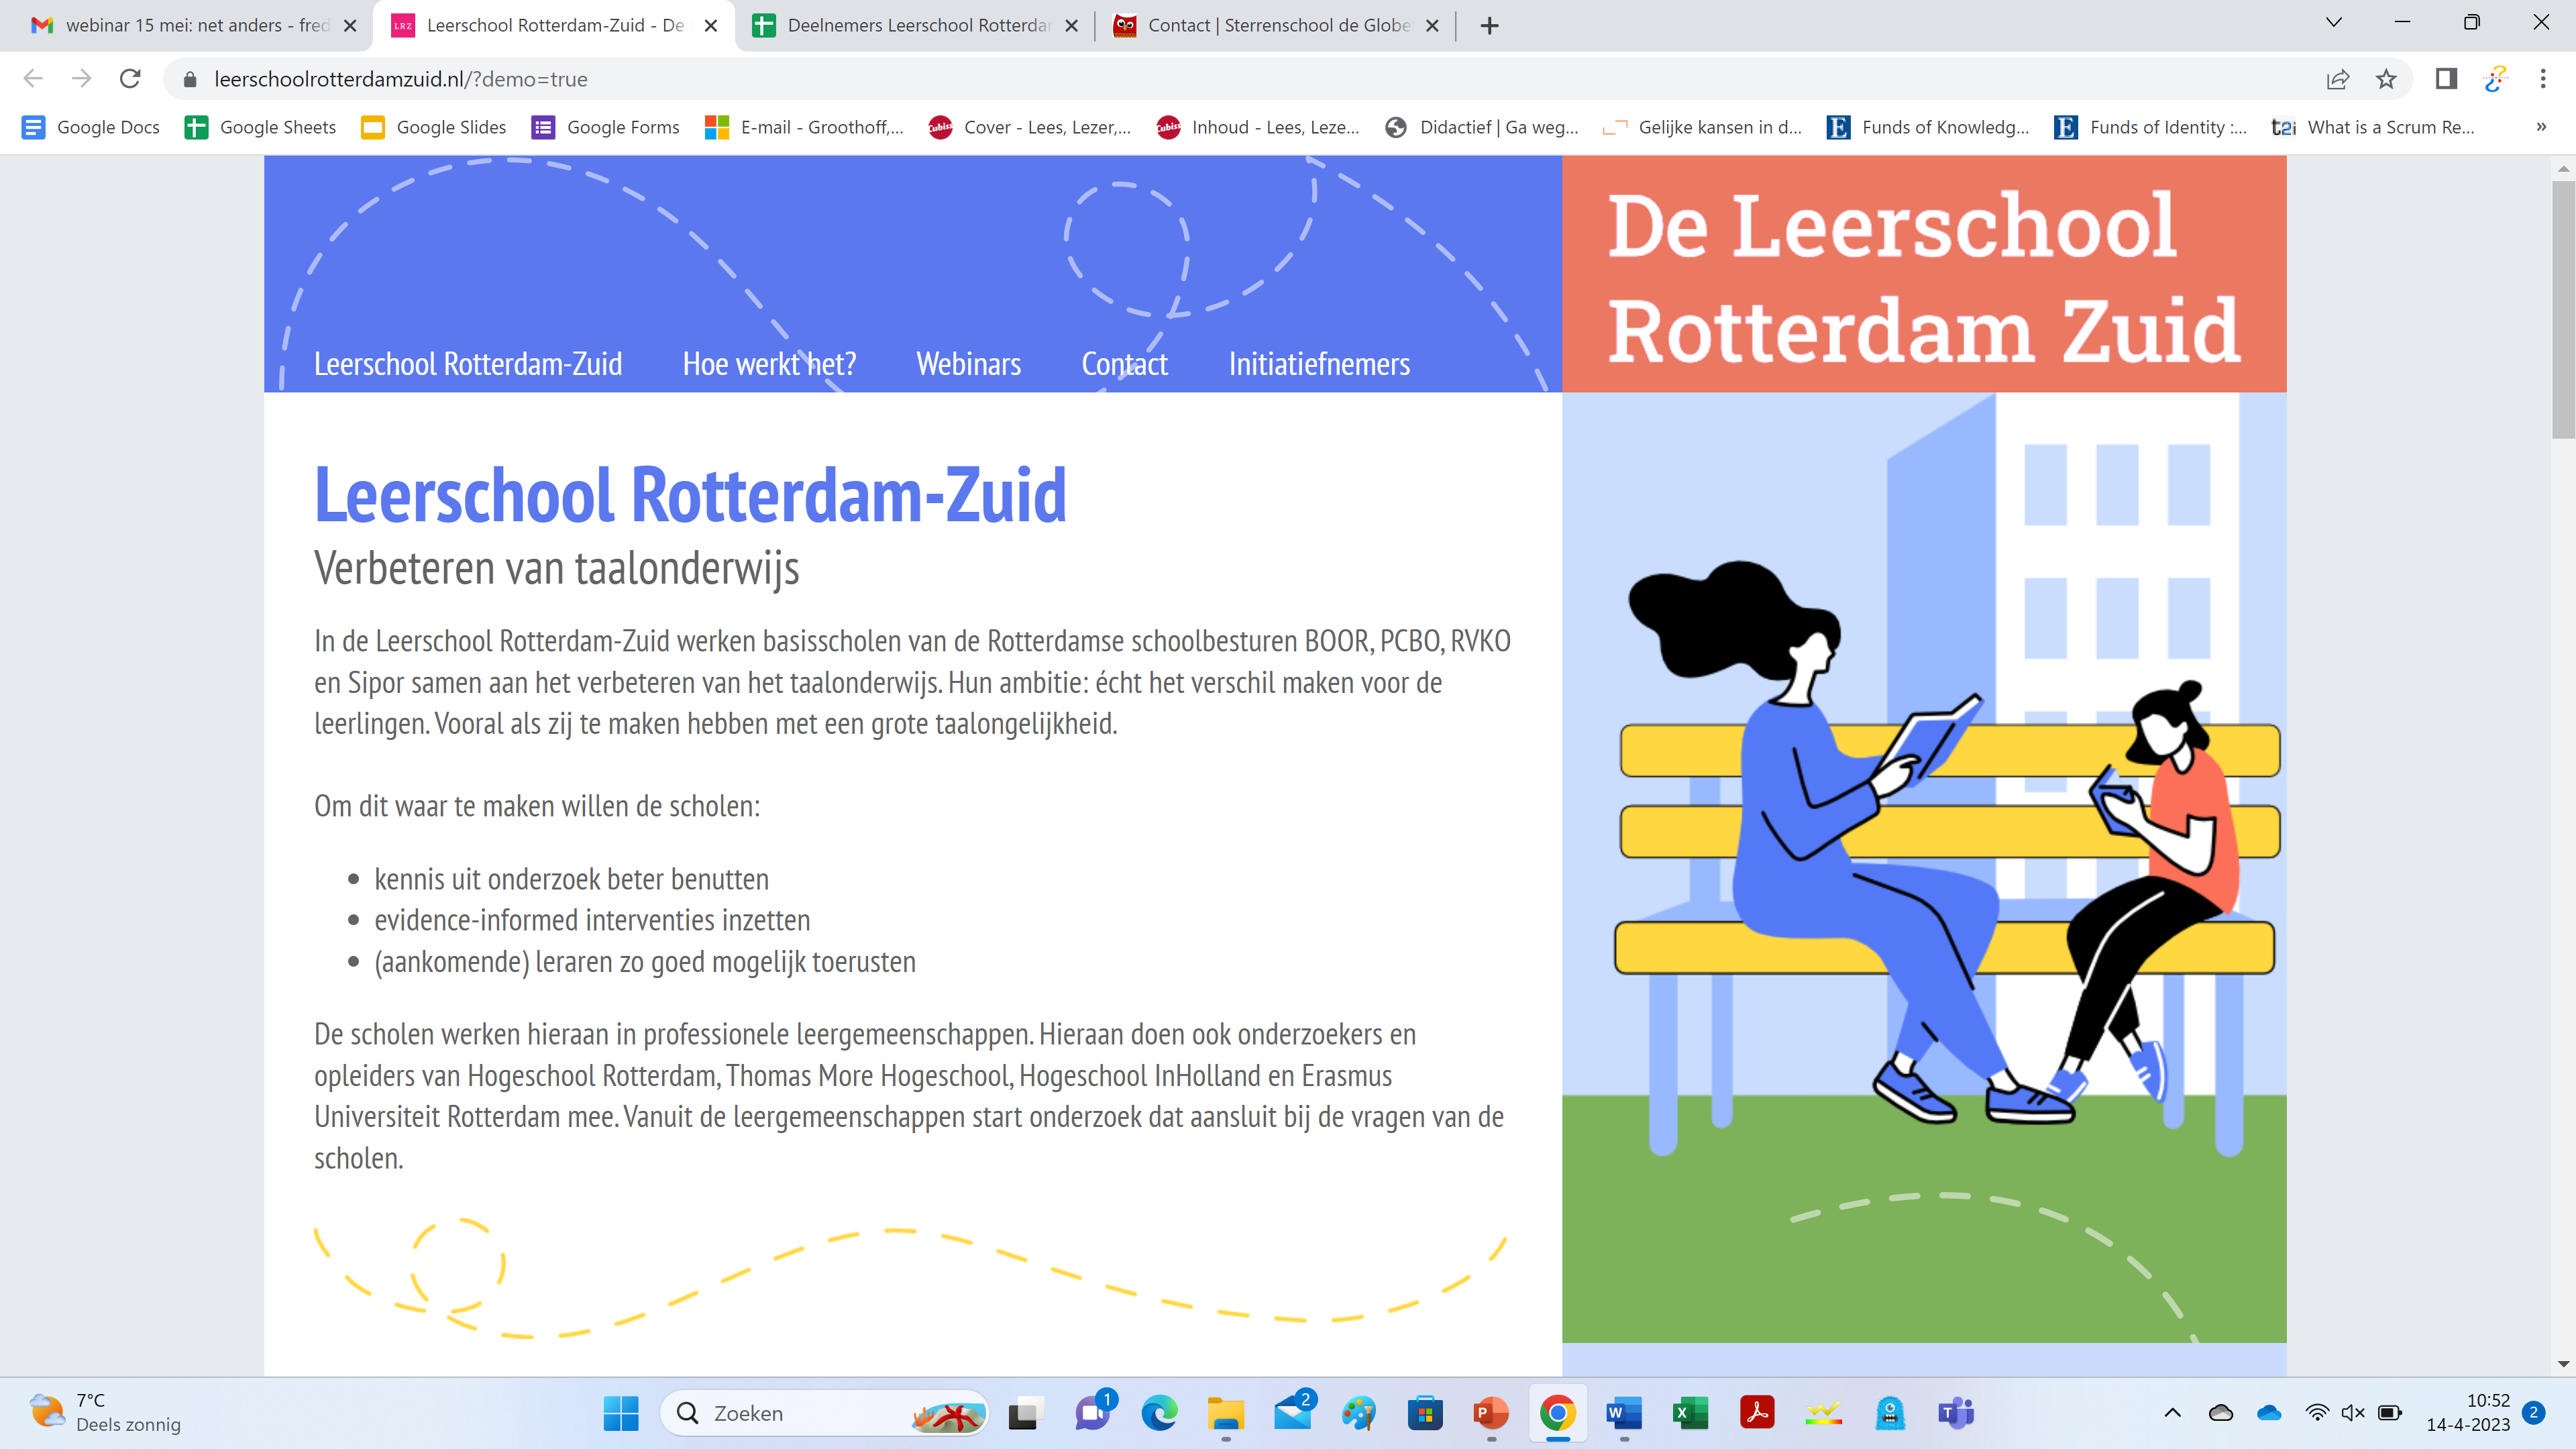 webinar 15 mei: net anders - fred
Leerschool Rotterdam-Zuid - De
Deelnemers Leerschool Rotterdar
Contact | Sterrenschool de Globe
leerschoolrotterdamzuid.nl/?demo=true
Google Docs
Google Sheets
Google Slides
Google Forms
E-mail - Groothoff,...
Cover - Lees, Lezer,...
Inhoud - Lees, Leze...
Didactief | Ga weg...
Gelijke kansen in d...
Funds of Knowledg...
Funds of Identity :...
What is a Scrum Re...
De Leerschool
Rotterdam Zuid
Leerschool Rotterdam-Zuid
Hoe werkt het?
Webinars
Contact
Initiatiefnemers
Leerschool Rotterdam-Zuid
Verbeteren van taalonderwijs
In de Leerschool Rotterdam-Zuid werken basisscholen van de Rotterdamse schoolbesturen BOOR, PCBO, RVKO
en Sipor samen aan het verbeteren van het taalonderwijs. Hun ambitie: écht het verschil maken voor de
leerlingen. Vooral als zij te maken hebben met een grote taalongelijkheid.
Om dit waar te maken willen de scholen:
• kennis uit onderzoek beter benutten
• evidence-informed interventies inzetten
• (aankomende) leraren zo goed mogelijk toerusten
De scholen werken hieraan in professionele leergemeenschappen. Hieraan doen ook onderzoekers en
opleiders van Hogeschool Rotterdam, Thomas More Hogeschool, Hogeschool InHolland en Erasmus
Universiteit Rotterdam mee. Vanuit de leergemeenschappen start onderzoek dat aansluit bij de vragen van de
scholen.
7°C
Deels zonnig
Zoeken
1
2
10:52
14-4-2023
2